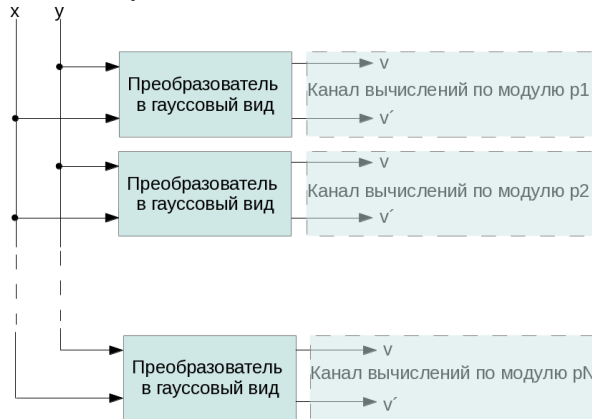 x y
Преобразователь
в гауссовый вид
v
Канал вычислений по модулю p1
v´
Преобразователь
в гауссовый вид
v
Канал вычислений по модулю p2
v´
Преобразователь
в гауссовый вид
v
Канал вычислений по модулю pN
v´